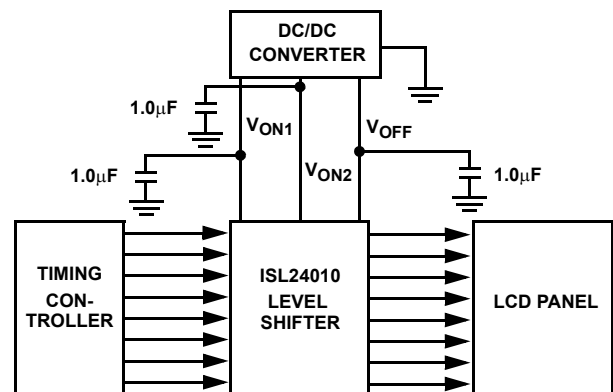 DC/DC
CONVERTER
1.0μF
VON1
VOFF
1.0μF
VON2
1.0μF
TIMING
CON-
TROLLER
ISL24010
LEVEL
SHIFTER
LCD PANEL